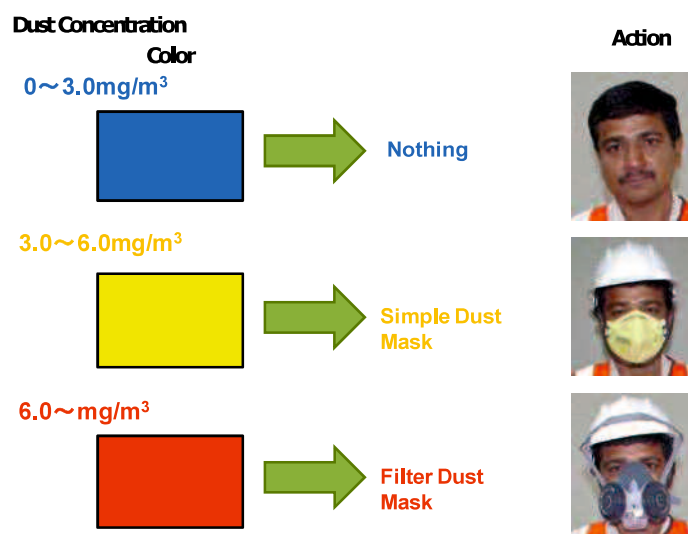 Dust Concentration
Color
Action
0～3.0mg/m³
Nothing
3.0～6.0mg/m³
Simple Dust
Mask
6.0～mg/m³
Filter Dust
Mask